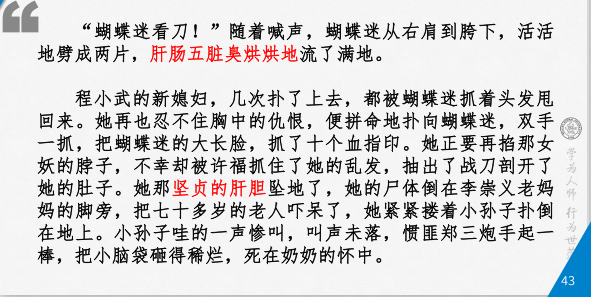 “蝴蝶迷看刀！”随着喊声，蝴蝶迷从右肩到胯下，活活
地劈成两片，肝肠五脏臭烘烘地流了满地。
程小武的新媳妇，几次扑了上去，都被蝴蝶迷抓着头发甩
回来。她再也忍不住胸中的仇恨，便拼命地扑向蝴蝶迷，双手
一抓，把蝴蝶迷的大长脸，抓了十个血指印。她正要再掐那女
妖的脖子，不幸却被许福抓住了她的乱发，抽出了战刀剖开了
她的肚子。她那坚贞的肝胆坠地了，她的尸体倒在李崇义老妈
妈的脚旁，把七十多岁的老人吓呆了，她紧紧搂着小孙子扑倒
在地上。小孙子哇的一声惨叫，叫声未落，惯匪郑三炮手起一
棒，把小脑袋砸得稀烂，死在奶奶的怀中。
学为人师 行为世范
43